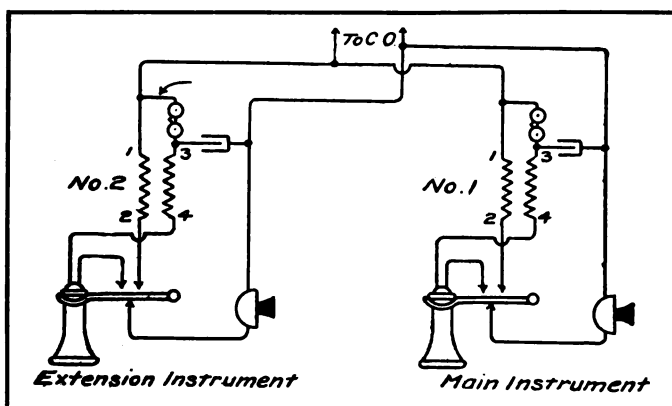 To C O.
1
3
No. 2
2
4
1
3
No. 1
2
4
Extension Instrument
Main Instrument